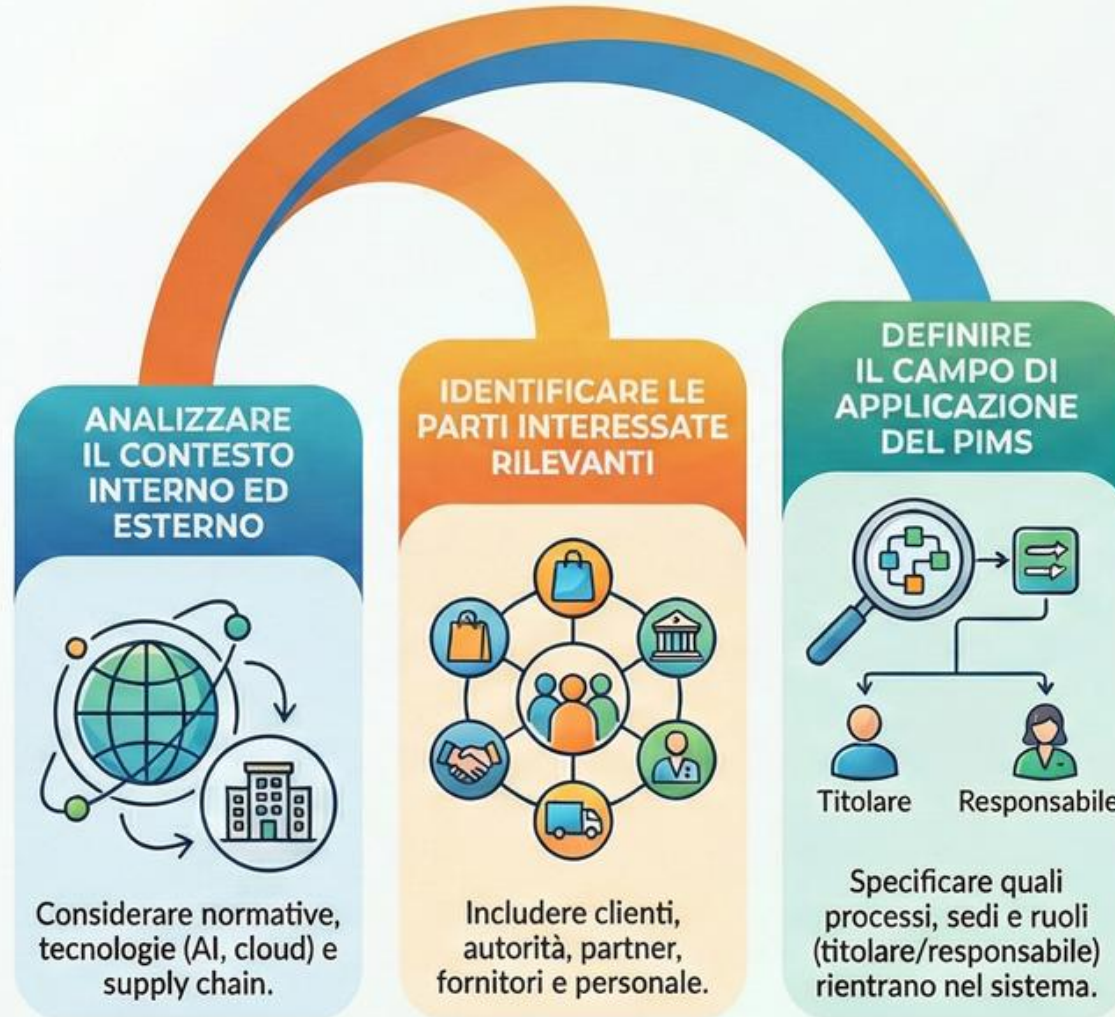 ANALIZZARE
IL CONTESTO
INTERNO ED
ESTERNO
Considerare normative,
tecnologie (AI, cloud) e
supply chain.
IDENTIFICARE LE
PARTI INTERESSATE
RILEVANTI
Includere clienti,
autorità, partner,
fornitori e personale.
DEFINIRE
IL CAMPO DI
APPLICAZIONE
DEL PIMS
Titolare
Responsabile
Specificare quali
processi, sedi e ruoli
(titolare/responsabile)
rientrano nel sistema.